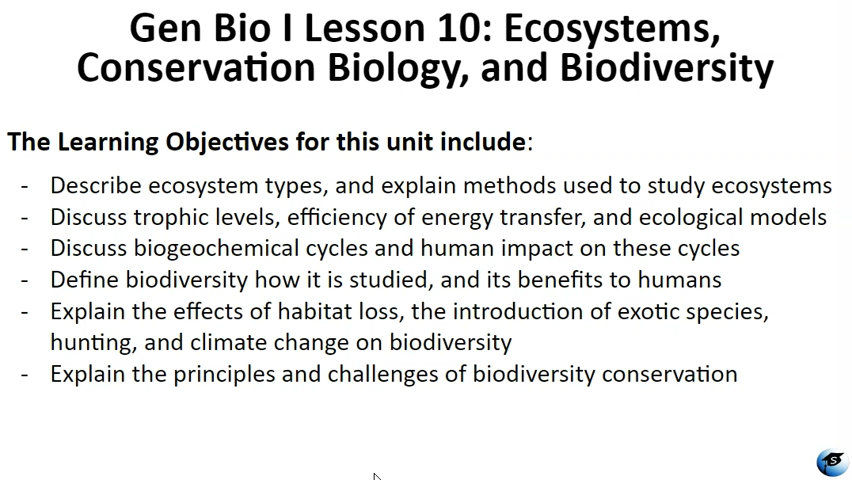 Gen Bio I Lesson 10: Ecosystems,
Conservation Biology, and Biodiversity
The Learning Objectives for this unit include:
- Describe ecosystem types, and explain methods used to study ecosystems
- Discuss trophic levels, efficiency of energy transfer, and ecological models
- Discuss biogeochemical cycles and human impact on these cycles
- Define biodiversity how it is studied, and its benefits to humans
- Explain the effects of habitat loss, the introduction of exotic species,
hunting, and climate change on biodiversity
- Explain the principles and challenges of biodiversity conservation
S